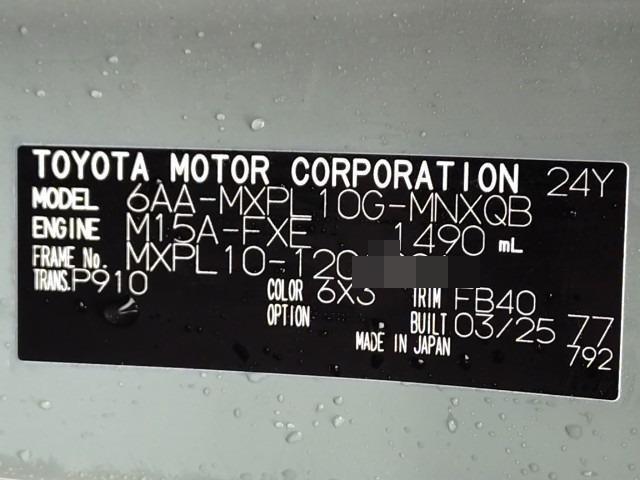 TOYOTA MOTOR CORPORATION 24Y
MODEL 6AA-MXPL10G-MNXQB
ENGINE M15A-FXE 1490 mL
FRAME No. MXPL10-120
TRANS. P910 COLOR 6X3 TRIM FB40
OPTION BUILT 03/25 77
MADE IN JAPAN 792